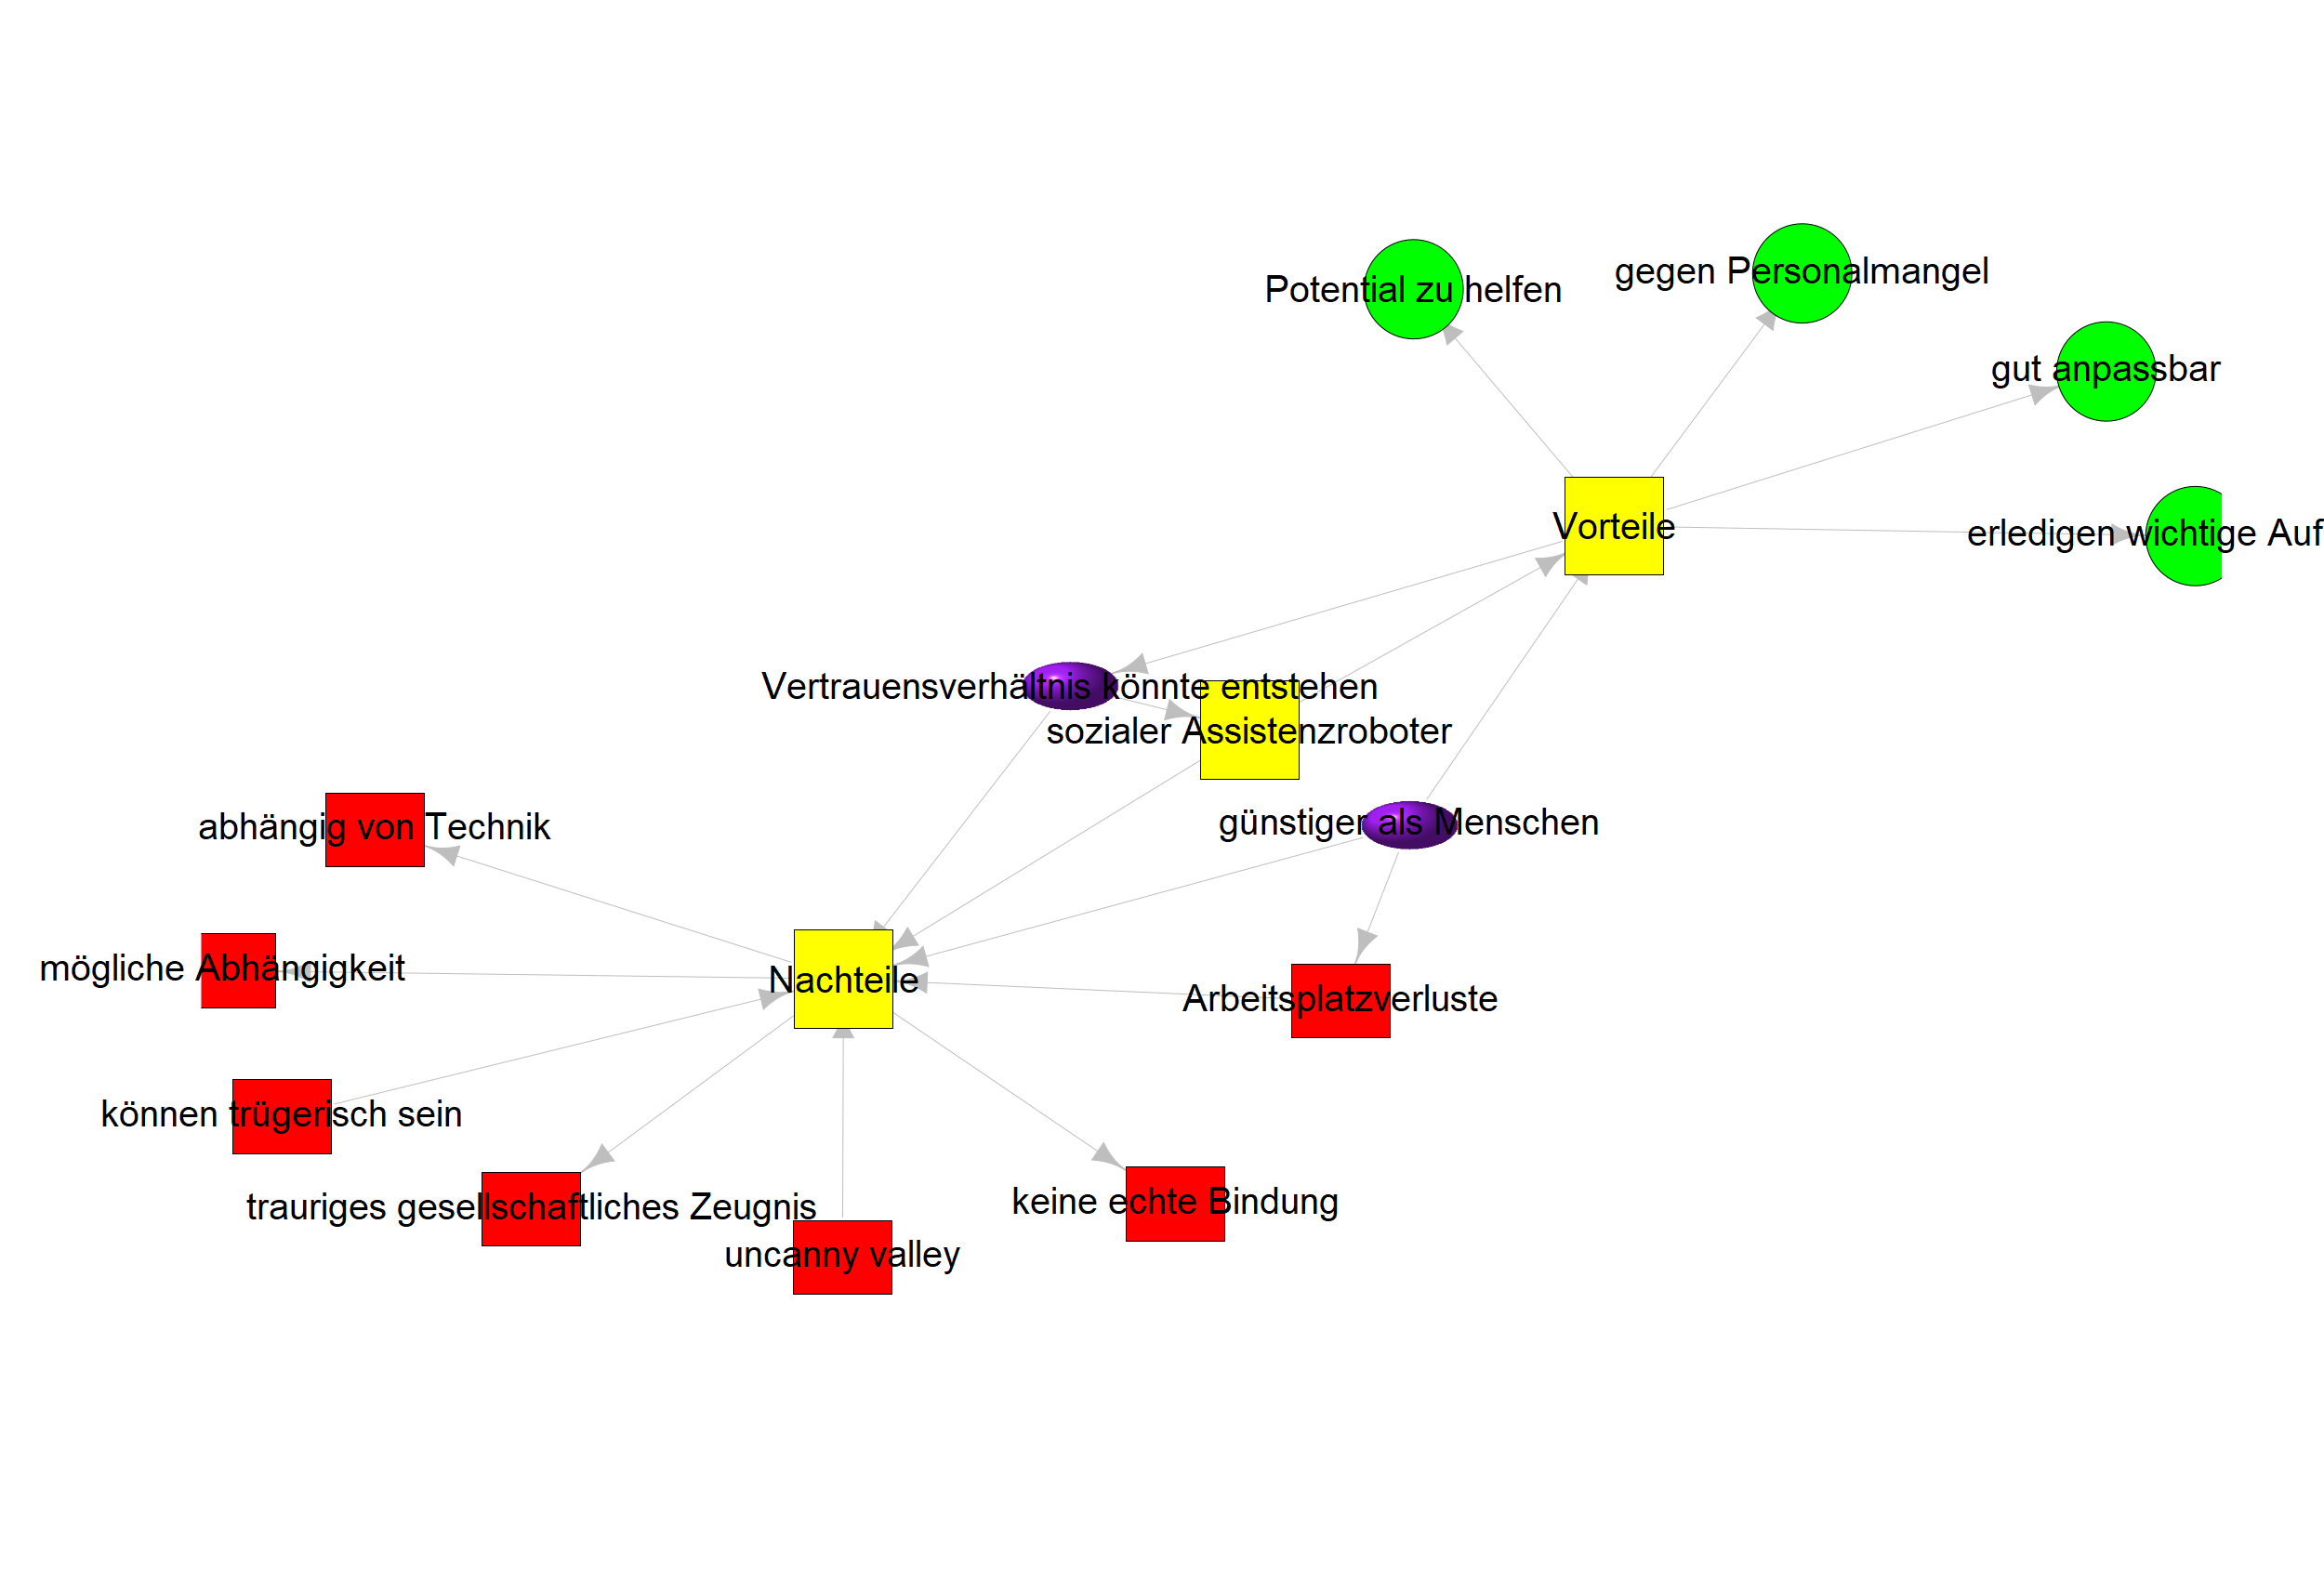 gegen Personalmangel
Potential zu helfen
gut anpassbar
Vorteile
erledigen wichtige Auf
Vertrauensverhältnis könnte entstehen
sozialer Assistenzroboter
günstiger als Menschen
abhängig von Technik
mögliche Abhängigkeit
Nachteile
Arbeitsplatzverluste
können trügerisch sein
trauriges gesellschaftliches Zeugnis
keine echte Bindung
uncanny valley